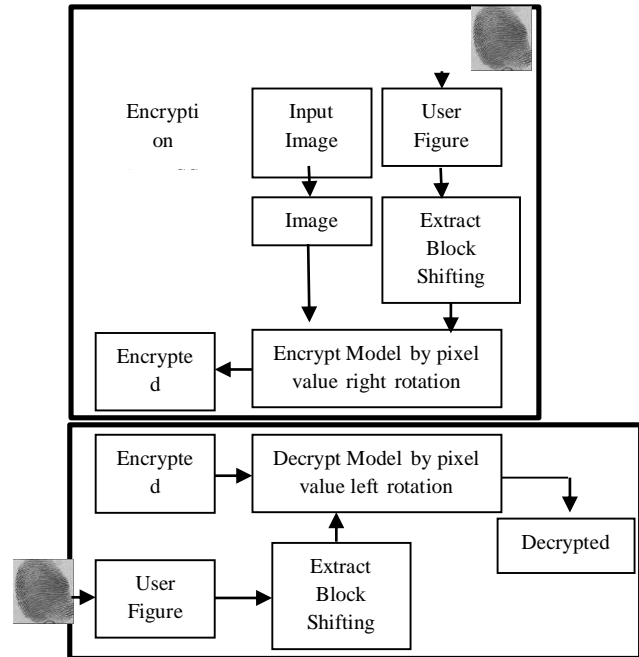 Encrypti
on
Input
Image
User
Figure
Image
Extract
Block
Shifting
Encrypte
d
Encrypt Model by pixel
value right rotation
Encrypte
d
Decrypt Model by pixel
value left rotation
Decrypted
User
Figure
Extract
Block
Shifting